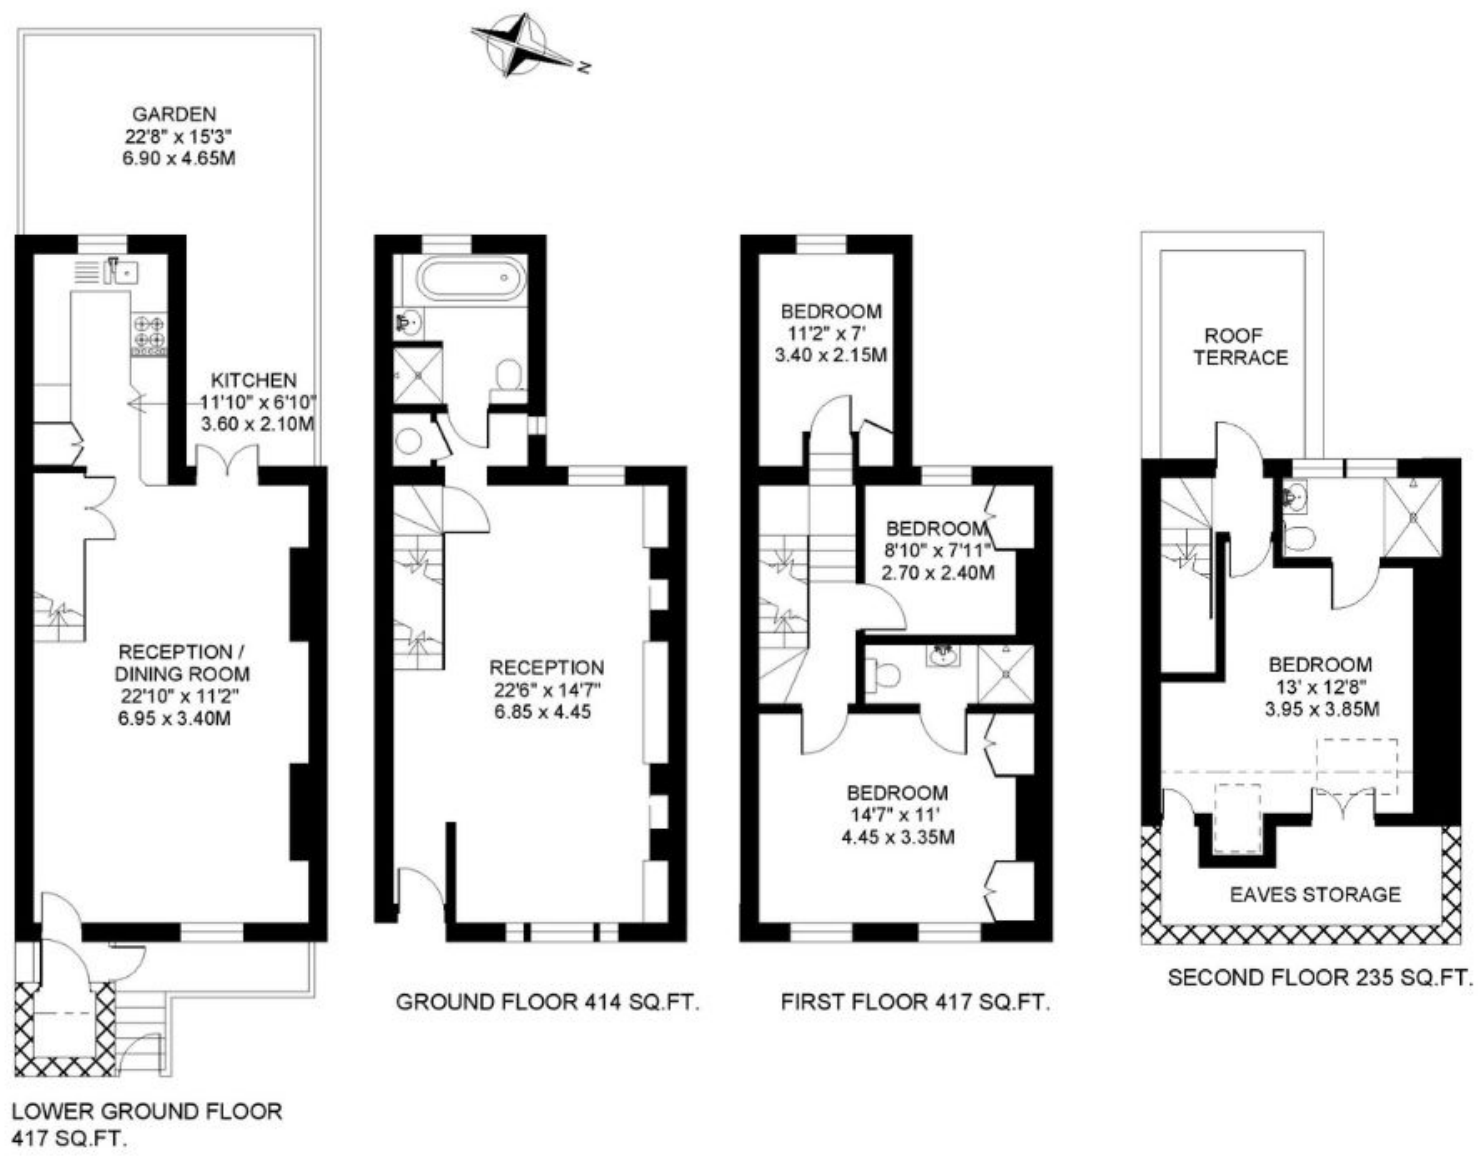 N
GARDEN
22'8" x 15'3"
6.90 x 4.65M
KITCHEN
11'10" x 6'10"
3.60 x 2.10M
RECEPTION /
DINING ROOM
22'10" x 11'2"
6.95 x 3.40M
LOWER GROUND FLOOR
417 SQ.FT.
RECEPTION
22'6" x 14'7"
6.85 x 4.45
GROUND FLOOR 414 SQ.FT.
BEDROOM
11'2" x 7'
3.40 x 2.15M
BEDROOM
8'10" x 7'11"
2.70 x 2.40M
BEDROOM
14'7" x 11'
4.45 x 3.35M
FIRST FLOOR 417 SQ.FT.
ROOF
TERRACE
BEDROOM
13' x 12'8"
3.95 x 3.85M
EAVES STORAGE
SECOND FLOOR 235 SQ.FT.